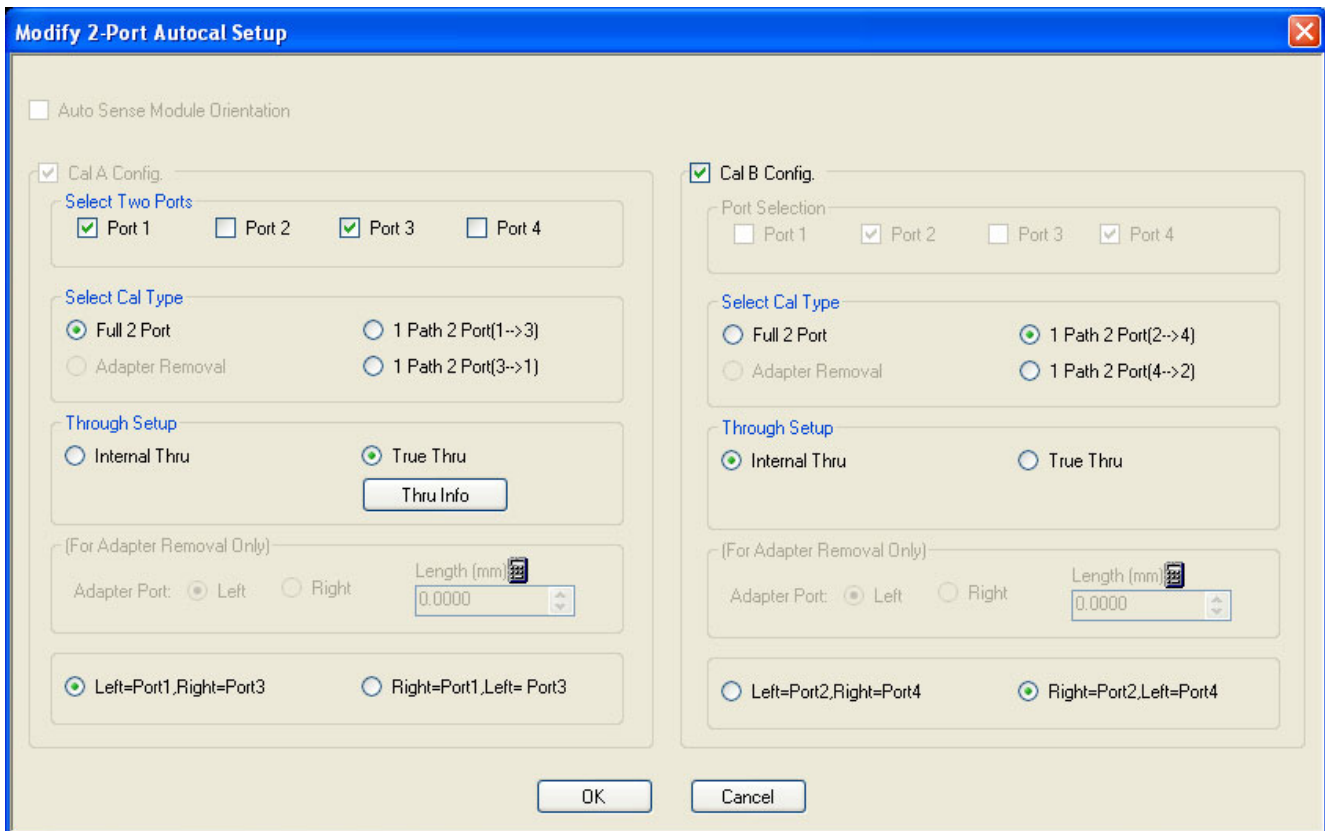 Modify 2-Port Autocal Setup
Auto Sense Module Orientation
Cal A Config.
Select Two Ports
Port 1 Port 2 Port 3 Port 4
Select Cal Type
Full 2 Port 1 Path 2 Port(1-->3)
Adapter Removal 1 Path 2 Port(3-->1)
Through Setup
Internal Thru True Thru
Thru Info
(For Adapter Removal Only)
Length (mm)
Adapter Port: Left Right
0.0000
Left=Port1,Right=Port3 Right=Port1,Left= Port3
Cal B Config.
Port Selection
Port 1 Port 2 Port 3 Port 4
Select Cal Type
Full 2 Port 1 Path 2 Port(2-->4)
Adapter Removal 1 Path 2 Port(4-->2)
Through Setup
Internal Thru True Thru
(For Adapter Removal Only)
Length (mm)
Adapter Port: Left Right
0.0000
Left=Port2,Right=Port4 Right=Port2,Left=Port4
OK Cancel